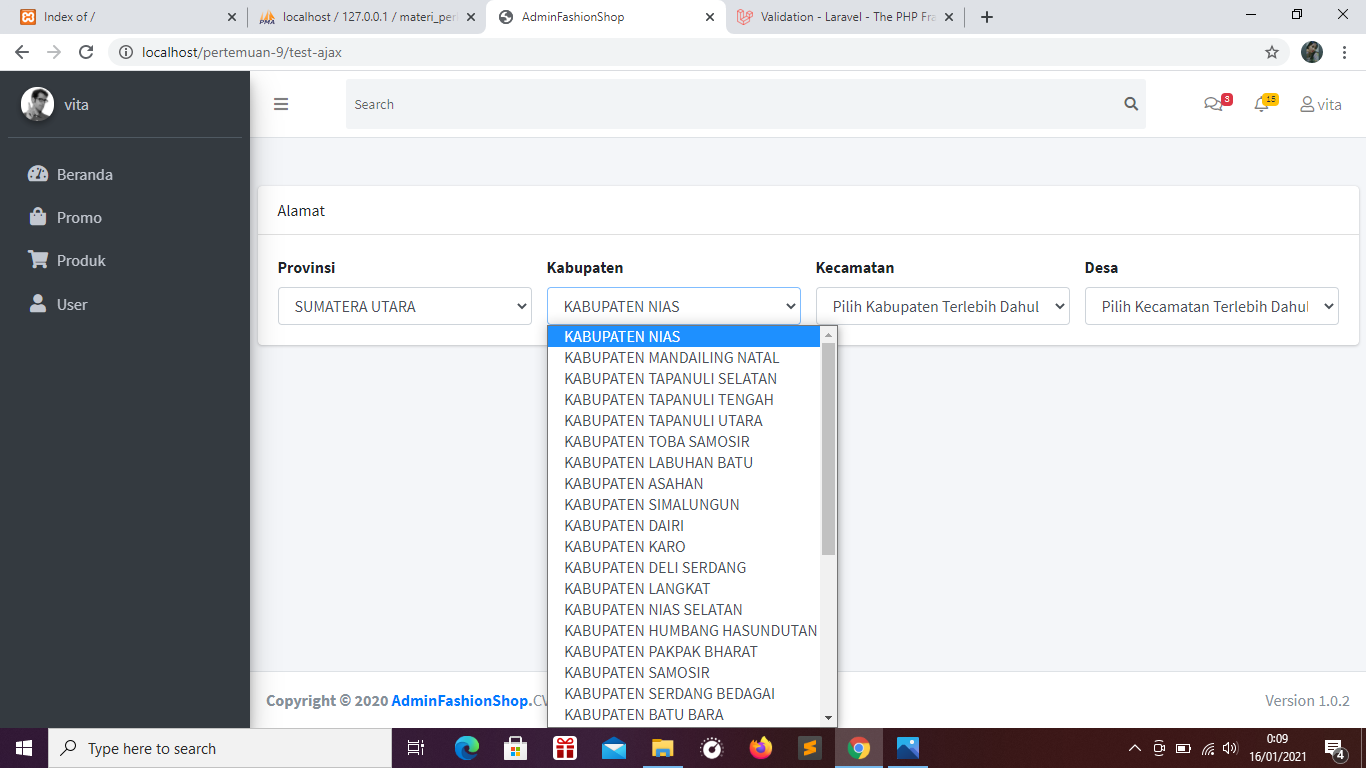 Index of /
localhost / 127.0.0.1 / materi_per
AdminFashionShop
Validation - Laravel - The PHP Fra
localhost/pertemuan-9/test-ajax
vita
Search
3
15
vita
Beranda
Promo
Produk
User
Alamat
Provinsi
Kabupaten
Kecamatan
Desa
SUMATERA UTARA
KABUPATEN NIAS
Pilih Kabupaten Terlebih Dahul
Pilih Kecamatan Terlebih Dahul
KABUPATEN NIAS
KABUPATEN MANDAILING NATAL
KABUPATEN TAPANULI SELATAN
KABUPATEN TAPANULI TENGAH
KABUPATEN TAPANULI UTARA
KABUPATEN TOBA SAMOSIR
KABUPATEN LABUHAN BATU
KABUPATEN ASAHAN
KABUPATEN SIMALUNGUN
KABUPATEN DAIRI
KABUPATEN KARO
KABUPATEN DELI SERDANG
KABUPATEN LANGKAT
KABUPATEN NIAS SELATAN
KABUPATEN HUMBANG HASUNDUTAN
KABUPATEN PAKPAK BHARAT
KABUPATEN SAMOSIR
KABUPATEN SERDANG BEDAGAI
KABUPATEN BATU BARA
Copyright © 2020 AdminFashionShop.CV
Version 1.0.2
Type here to search
0:09
16/01/2021
4